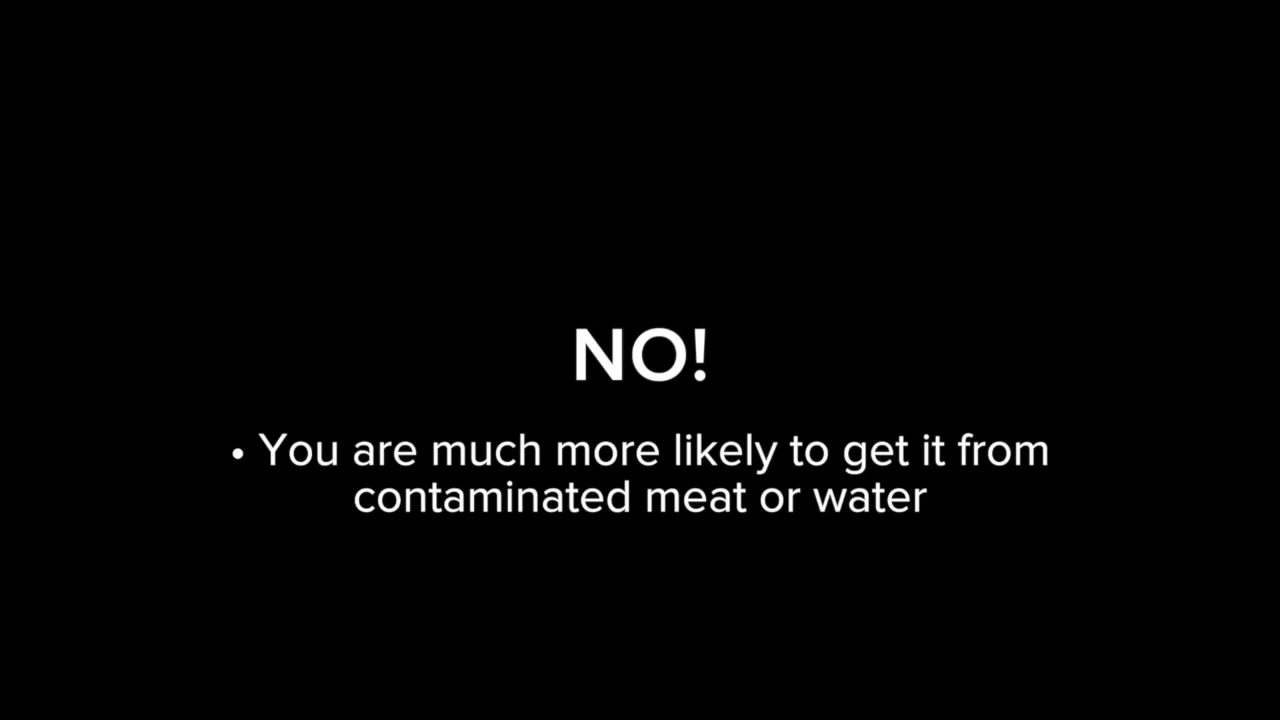 NO!
• You are much more likely to get it from
contaminated meat or water